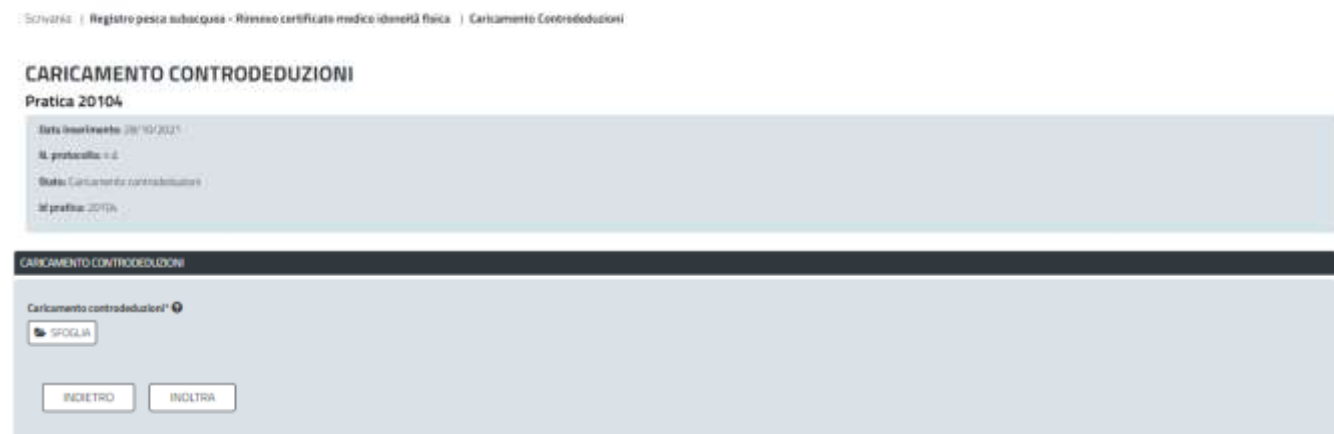 Scrivania | Registro pesca subacquea - Rinnovo certificato medico idoneità fisica | Caricamento Controdeduzioni
CARICAMENTO CONTRODEDUZIONI
Pratica 20104
Data inserimento: 28/10/2021
N. protocollo: n.d.
Stato: Caricamento controdeduzioni
Id pratica: 20104
CARICAMENTO CONTRODEDUZIONI
Caricamento controdeduzioni*
SFOGLIA
INDIETRO INOLTRA